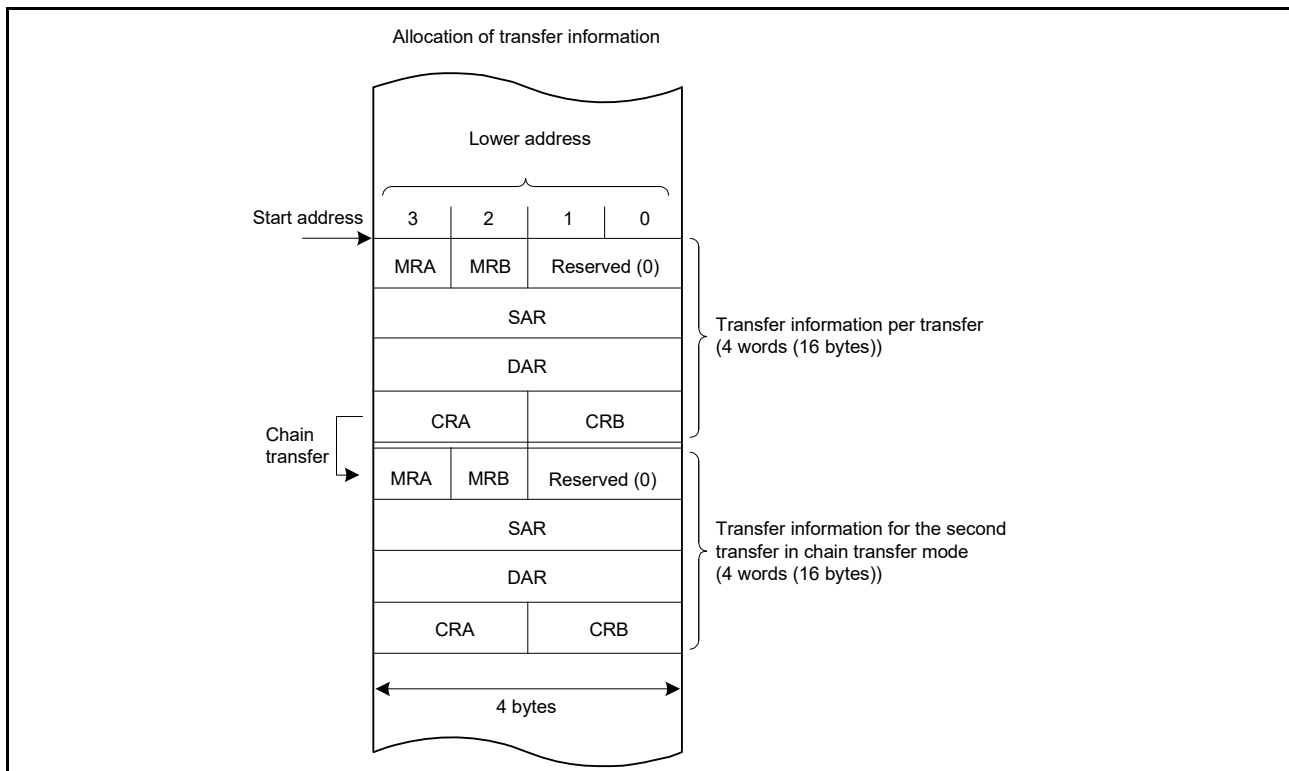 Allocation of transfer information
Lower address
Start address
3 2 1 0
MRA MRB Reserved (0)
SAR
DAR
CRA CRB
Transfer information per transfer
(4 words (16 bytes))
Chain
transfer
MRA MRB Reserved (0)
SAR
DAR
CRA CRB
Transfer information for the second
transfer in chain transfer mode
(4 words (16 bytes))
4 bytes